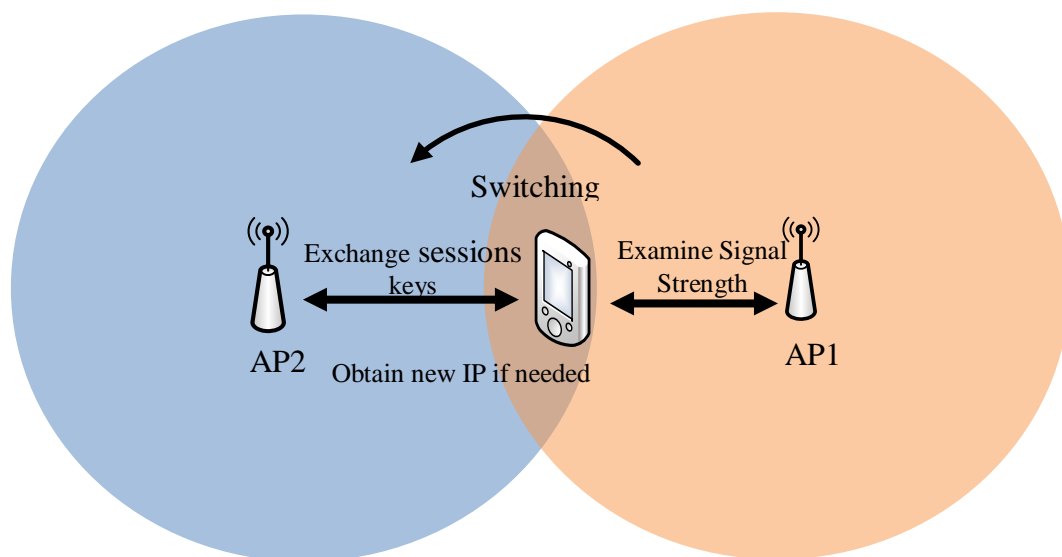 Switching
Exchange sessions
keys
Examine Signal
Strength
AP2
Obtain new IP if needed
AP1